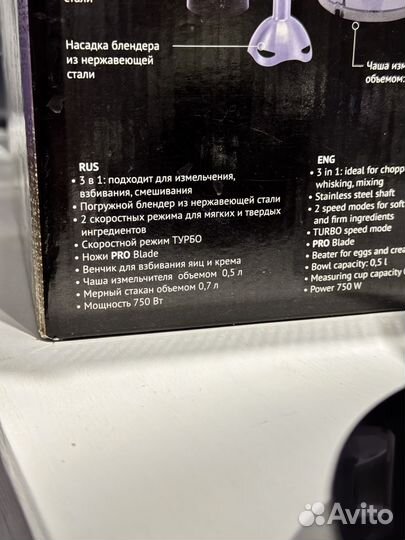 стали
Насадка блендера
из нержавеющей
стали
Чаша
объемом:
RUS
• 3 в 1: подходит для измельчения,
взбивания, смешивания
• Погружной блендер из нержавеющей стали
• 2 скоростных режима для мягких и твердых
ингредиентов
• Скоростной режим ТУРБО
• Ножи PRO Blade
• Венчик для взбивания яиц и крема
• Чаша измельчителя объемом 0,5 л
• Мерный стакан объемом 0,7 л
• Мощность 750 Вт
ENG
• 3 in 1: ideal for chopp
whisking, mixing
• Stainless steel shaft
• 2 speed modes for soft
and firm ingredients
• TURBO speed mode
• PRO Blade
• Beater for eggs and crea
• Bowl capacity: 0,5 l
• Measuring cup capacity
• Power 750 W
Avito